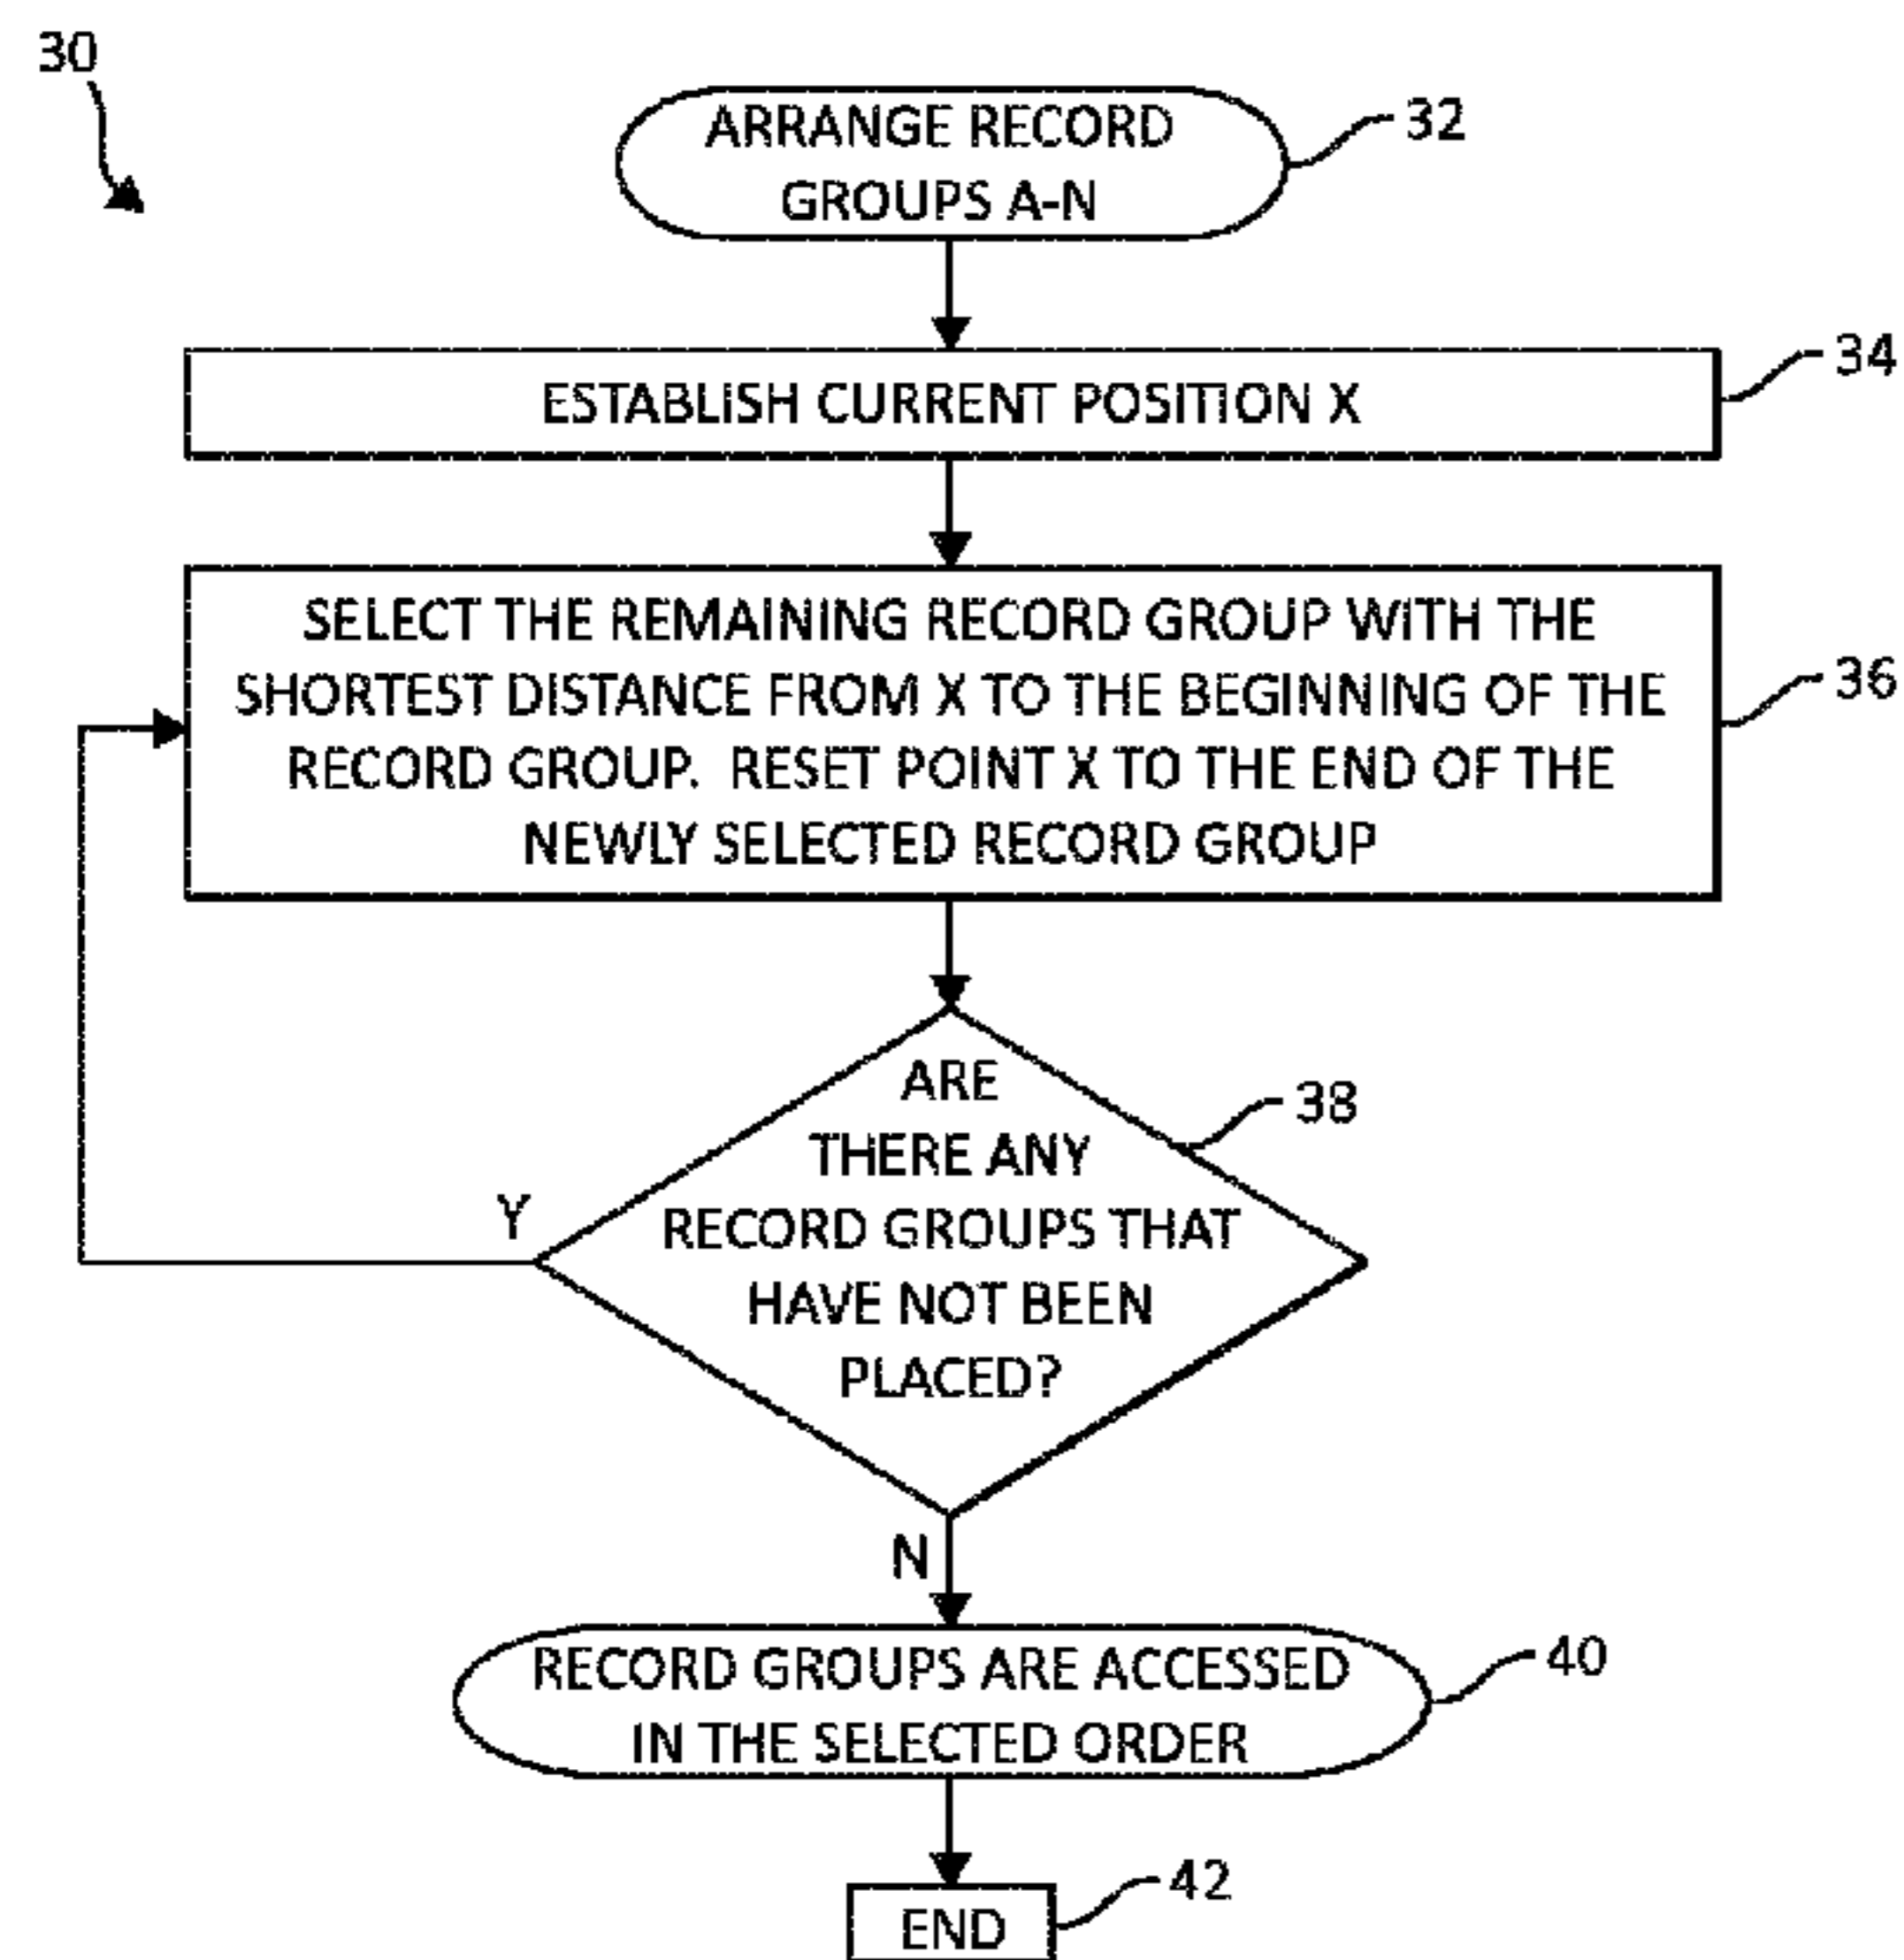 30
ARRANGE RECORD
GROUPS A-N
32
ESTABLISH CURRENT POSITION X
34
SELECT THE REMAINING RECORD GROUP WITH THE
SHORTEST DISTANCE FROM X TO THE BEGINNING OF THE
RECORD GROUP. RESET POINT X TO THE END OF THE
NEWLY SELECTED RECORD GROUP
36
ARE
THERE ANY
RECORD GROUPS THAT
HAVE NOT BEEN
PLACED?
38
Y
N
RECORD GROUPS ARE ACCESSED
IN THE SELECTED ORDER
40
END
42